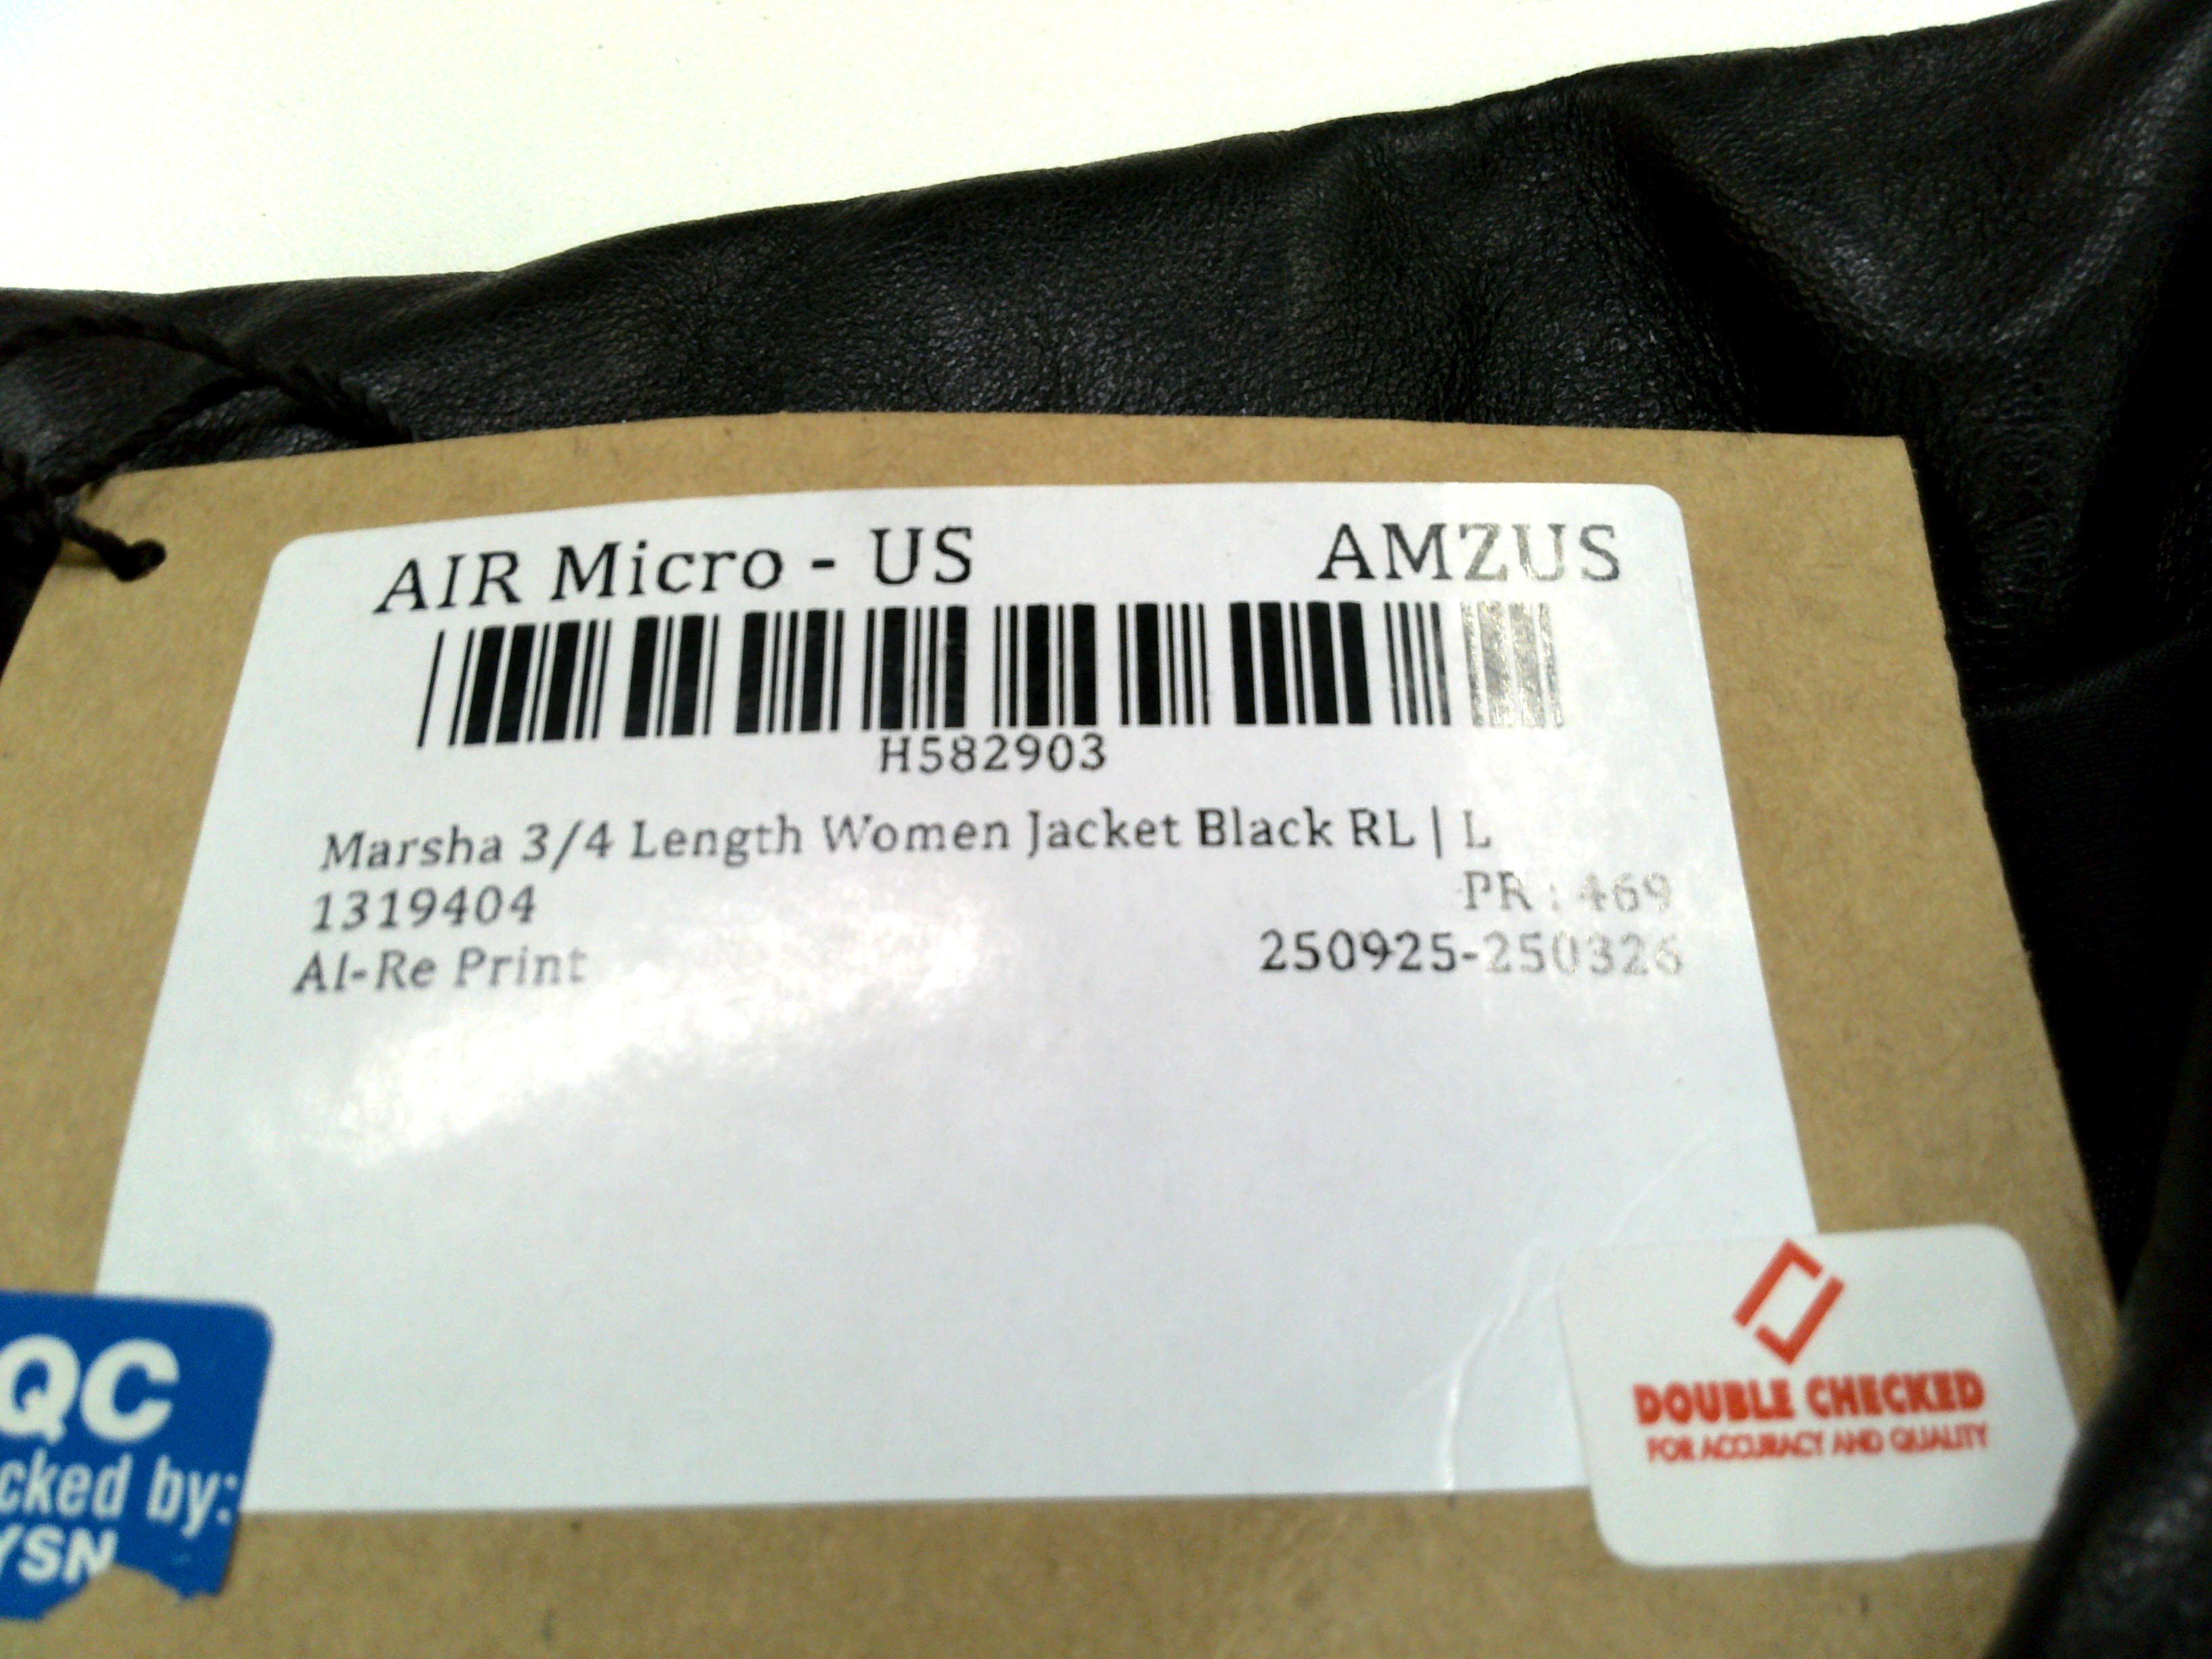 AIR Micro - US AMZUS
H582903
Marsha 3/4 Length Women Jacket Black RL | L
1319404 PR : 469
Al-Re Print 250925-250326
QC
cked by:
YSN
DOUBLE CHECKED
FOR ACCURACY AND QUALITY